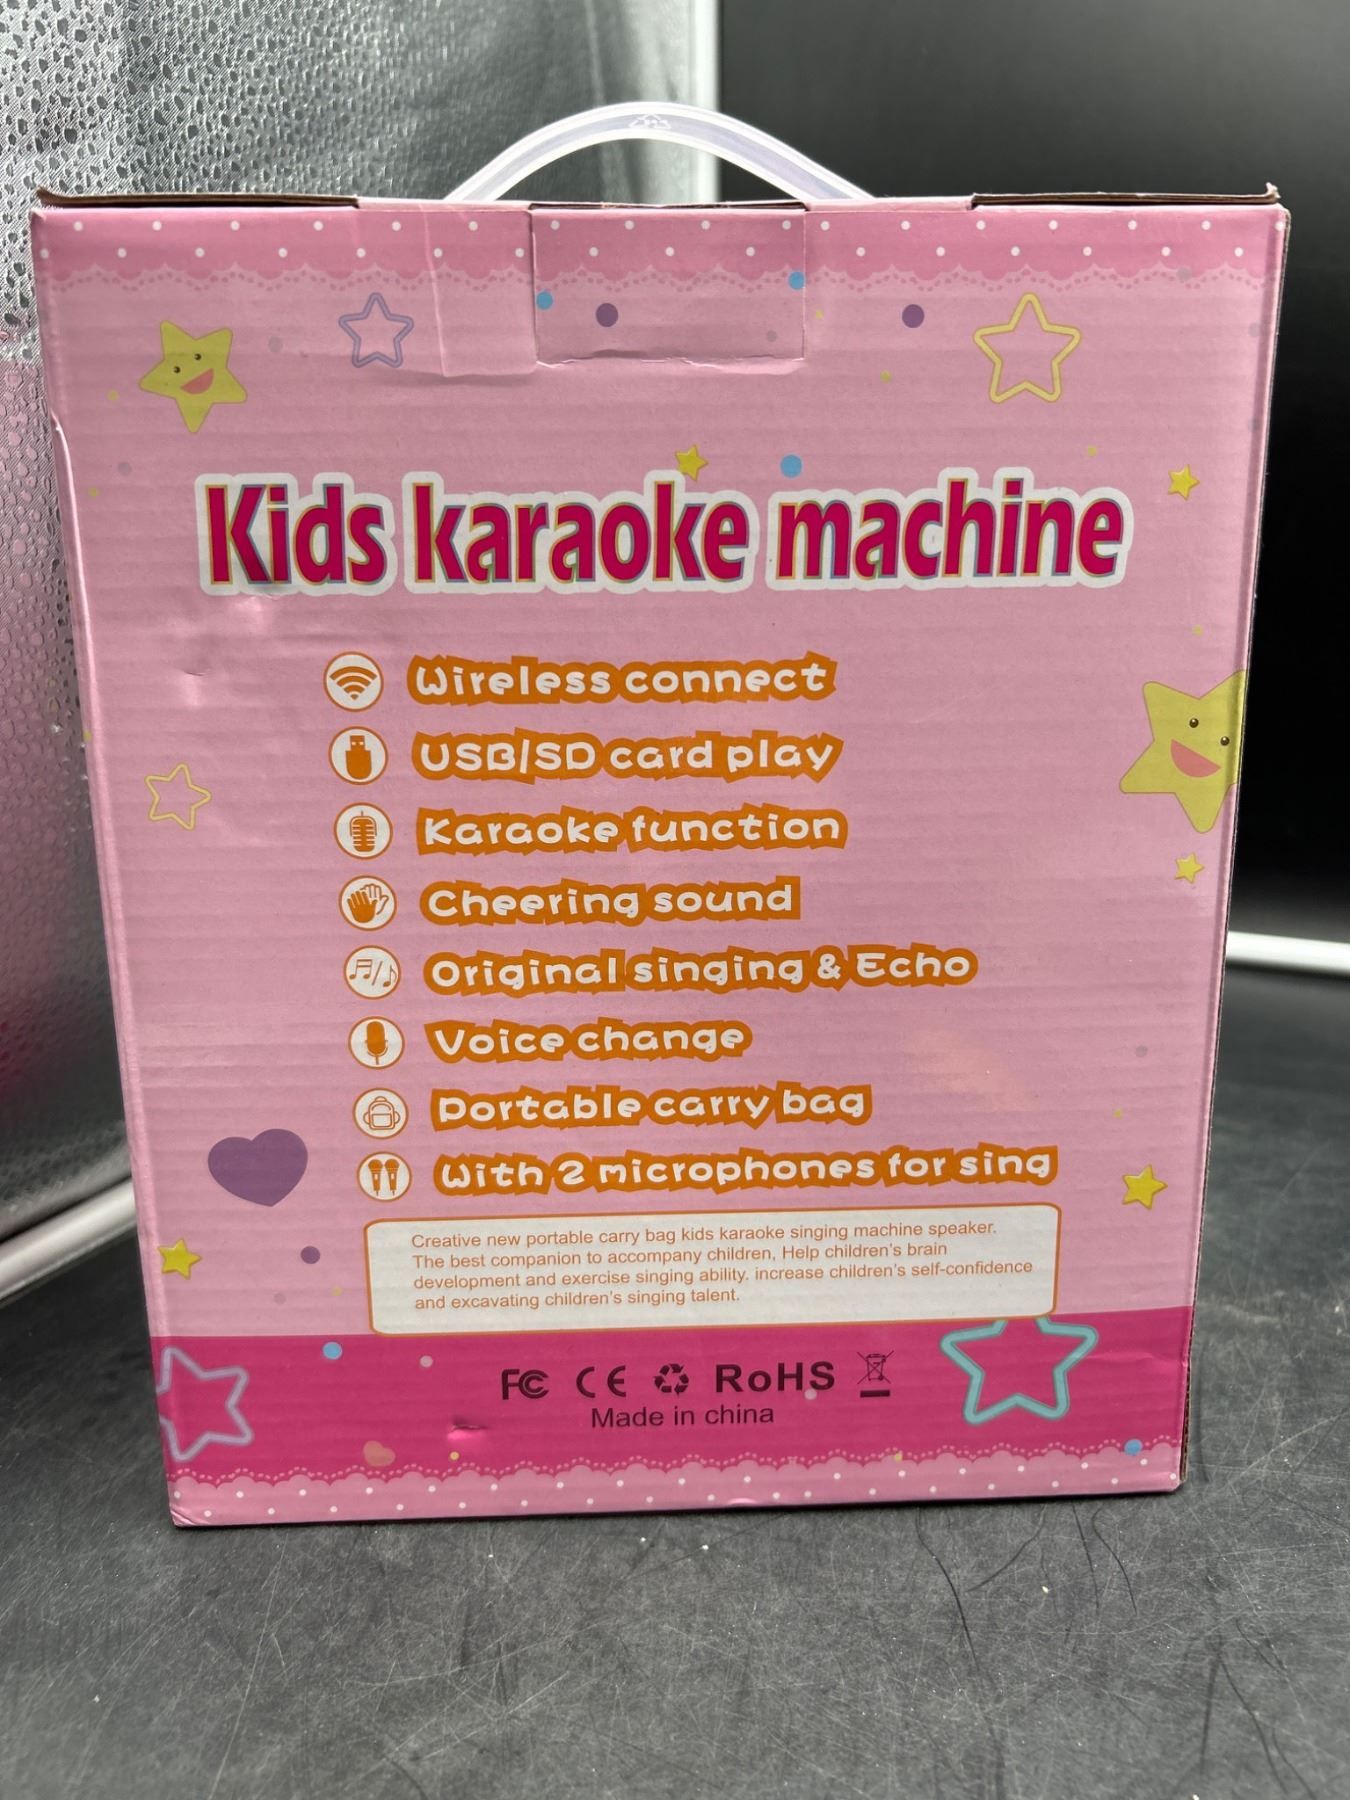 Kids karaoke machine
Wireless connect
USB/SD card play
Karaoke function
Cheering sound
Original singing & Echo
Voice change
Portable carry bag
With 2 microphones for sing
Creative new portable carry bag kids karaoke singing machine speaker.
The best companion to accompany children, Help children's brain
development and exercise singing ability. increase children's self-confidence
and excavating children's singing talent.
FC CE RoHS
Made in china